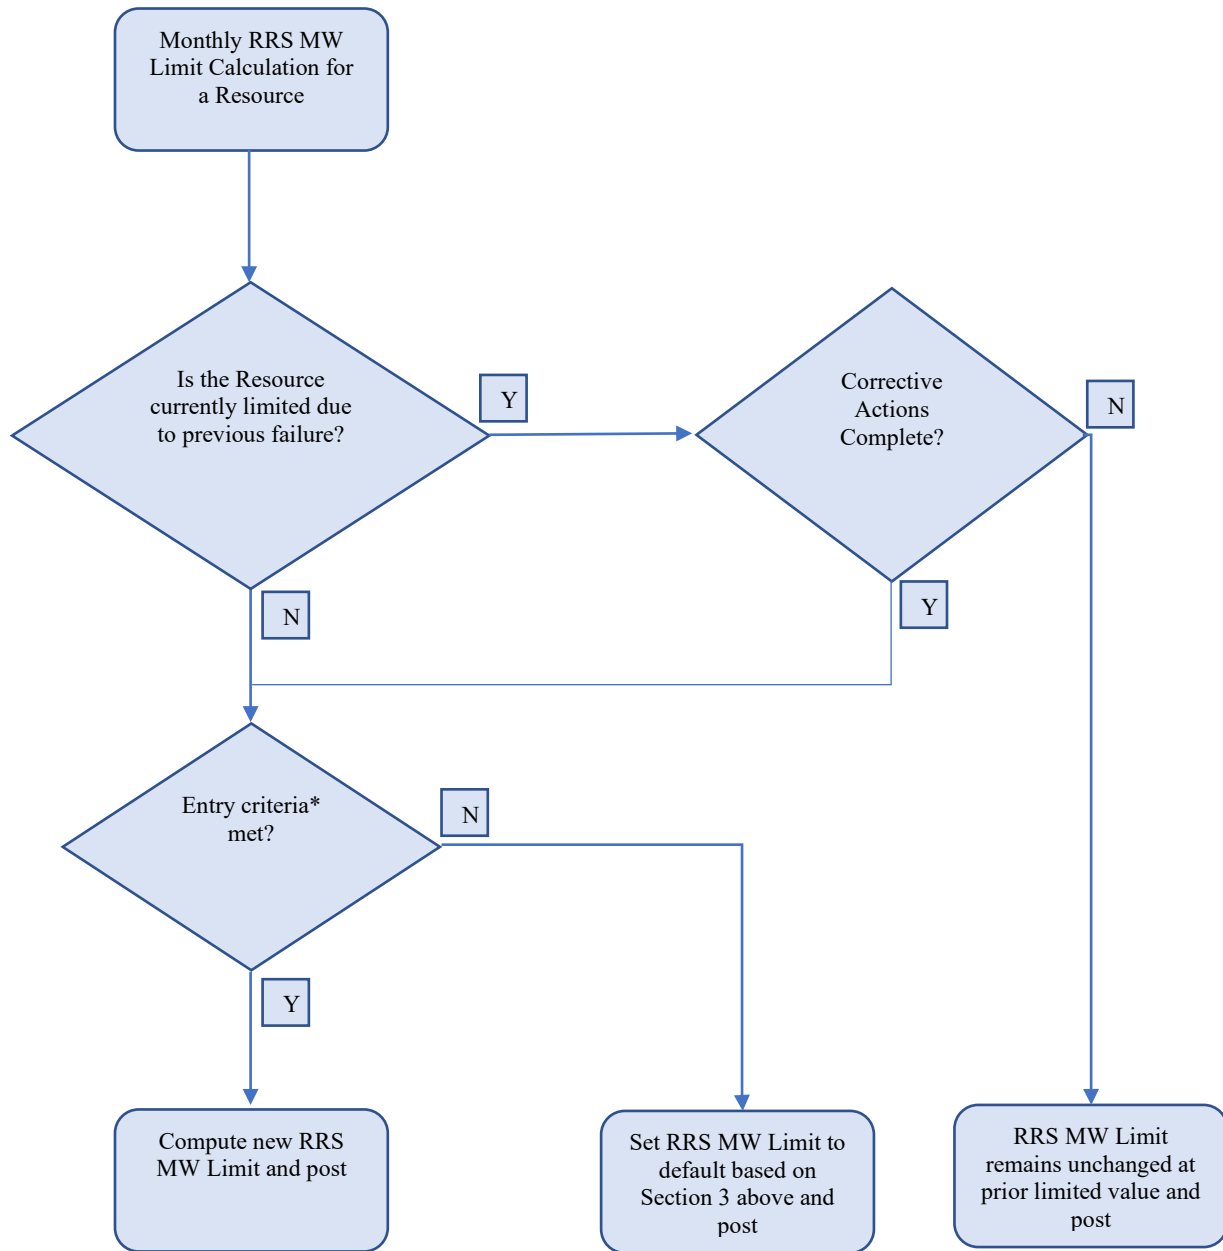 Monthly RRS MW
Limit Calculation for
a Resource
Is the Resource
currently limited due
to previous failure?
Y
Corrective
Actions
Complete?
N
N
Y
Entry criteria*
met?
N
Y
Compute new RRS
MW Limit and post
Set RRS MW Limit to
default based on
Section 3 above and
post
RRS MW Limit
remains unchanged at
prior limited value and
post